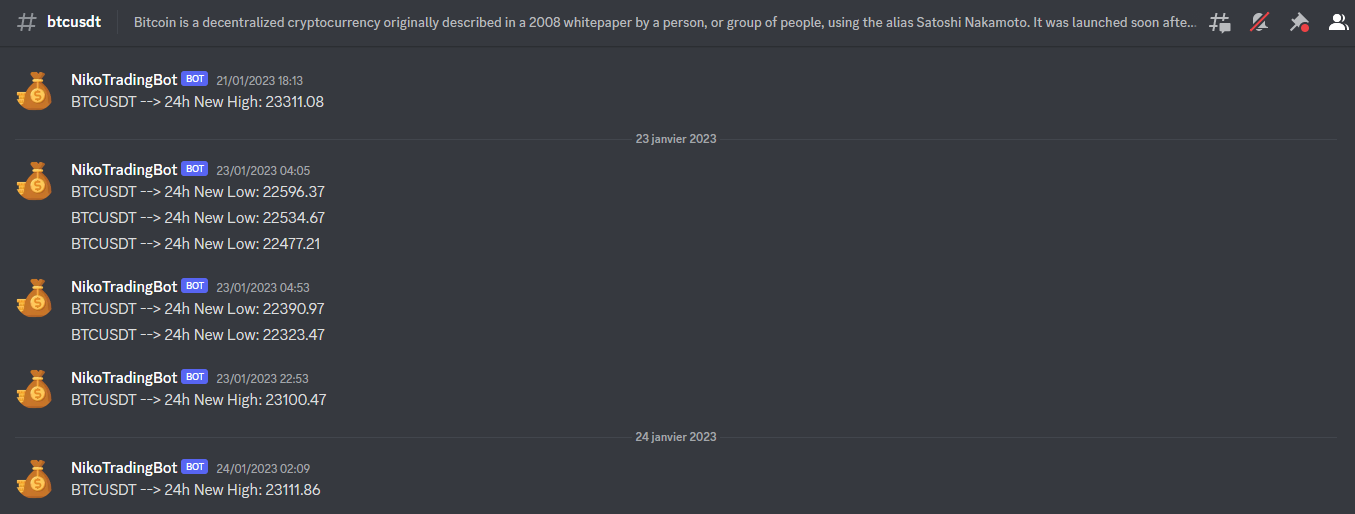 # btcusdt Bitcoin is a decentralized cryptocurrency originally described in a 2008 whitepaper by a person, or group of people, using the alias Satoshi Nakamoto. It was launched soon afte...
NikoTradingBot BOT 21/01/2023 18:13
BTCUSDT --> 24h New High: 23311.08
23 janvier 2023
NikoTradingBot BOT 23/01/2023 04:05
BTCUSDT --> 24h New Low: 22596.37
BTCUSDT --> 24h New Low: 22534.67
BTCUSDT --> 24h New Low: 22477.21
NikoTradingBot BOT 23/01/2023 04:53
BTCUSDT --> 24h New Low: 22390.97
BTCUSDT --> 24h New Low: 22323.47
NikoTradingBot BOT 23/01/2023 22:53
BTCUSDT --> 24h New High: 23100.47
24 janvier 2023
NikoTradingBot BOT 24/01/2023 02:09
BTCUSDT --> 24h New High: 23111.86